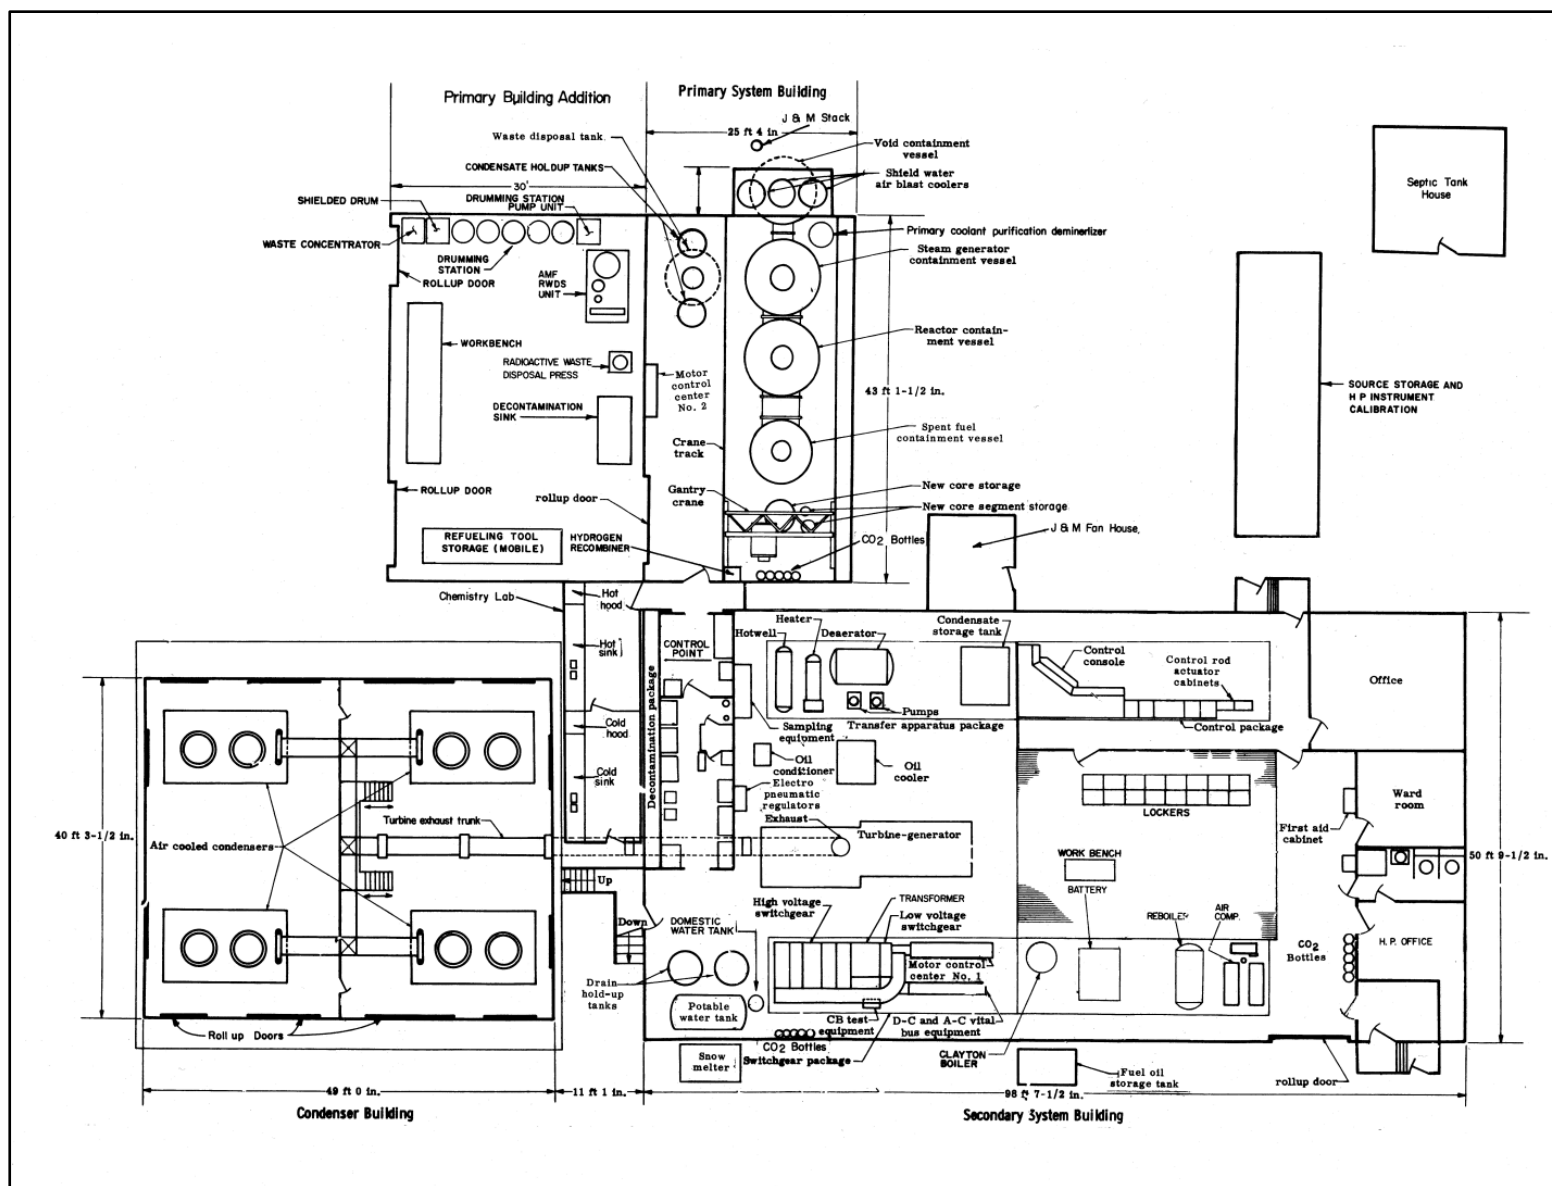 Primary Building Addition
Primary System Building
J & M Stack
25 ft 4 in
Waste disposal tank
Void containment
vessel
CONDENSATE HOLDUP TANKS
Shield water
air blast coolers
30'
SHIELDED DRUM
DRUMMING STATION
PUMP UNIT
WASTE CONCENTRATOR
DRUMMING
STATION
ROLLUP DOOR
AMF
RWDS
UNIT
Primary coolant purification deminerlizer
Steam generator
containment vessel
Septic Tank
House
WORKBENCH
RADIOACTIVE WASTE
DISPOSAL PRESS
Reactor contain-
ment vessel
Motor
control
center
No. 2
43 ft 1-1/2 in.
SOURCE STORAGE AND
H P INSTRUMENT
CALIBRATION
DECONTAMINATION
SINK
Crane
track
Spent fuel
containment vessel
ROLLUP DOOR
rollup door
Gantry
crane
New core storage
New core segment storage
REFUELING TOOL
STORAGE (MOBILE)
HYDROGEN
RECOMBINER
CO2 Bottles
J & M Fan House,
Chemistry Lab
Hot
hood
Hot
sink
CONTROL
POINT
Hotwell
Heater
Deaerator
Condensate
storage tank
Control
console
Control rod
actuator
cabinets
Office
Decontamination package
Cold
hood
Sampling
equipment
Pumps
Transfer apparatus package
Control package
Cold
sink
Oil
conditioner
Oil
cooler
Electro
pneumatic
regulators
LOCKERS
Ward
room
First aid
cabinet
40 ft 3-1/2 in.
Turbine exhaust trunk
Air cooled condensers
Exhaust
Turbine-generator
WORK BENCH
BATTERY
50 ft 9-1/2 in.
Up
Down
DOMESTIC
WATER TANK
High voltage
switchgear
TRANSFORMER
Low voltage
switchgear
REBOILER
AIR
COMP.
CO2
Bottles
H.P. OFFICE
Drain
hold-up
tanks
Potable
water tank
Motor control
center No. 1
CB test
equipment
D-C and A-C vital
bus equipment
Roll up Doors
CO2 Bottles
Switchgear package
CLAYTON
BOILER
Snow
melter
Fuel oil
storage tank
rollup door
49 ft 0 in.
11 ft 1 in.
98 ft 7-1/2 in.
Condenser Building
Secondary System Building